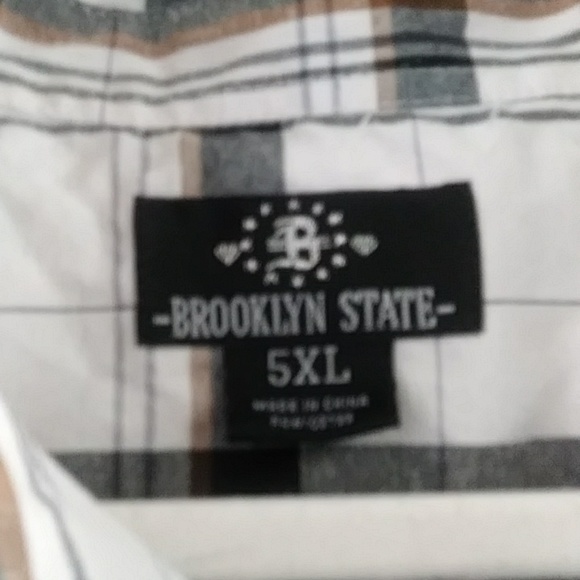 B
-BROOKLYN STATE-
5XL
MADE IN CHINA